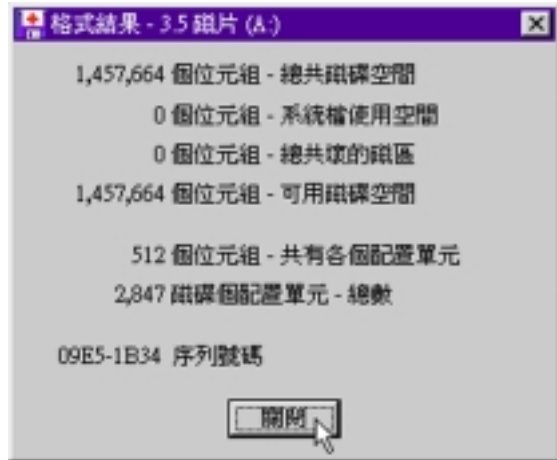 格式結果 - 3.5 磁片 (A:)
1,457,664 個位元組 - 總共磁碟空間
0 個位元組 - 系統檔使用空間
0 個位元組 - 總共壞的磁區
1,457,664 個位元組 - 可用磁碟空間
512 個位元組 - 共有各個配置單元
2,847 磁碟個配置單元 - 總數
09E5-1B34 序列號碼
關閉